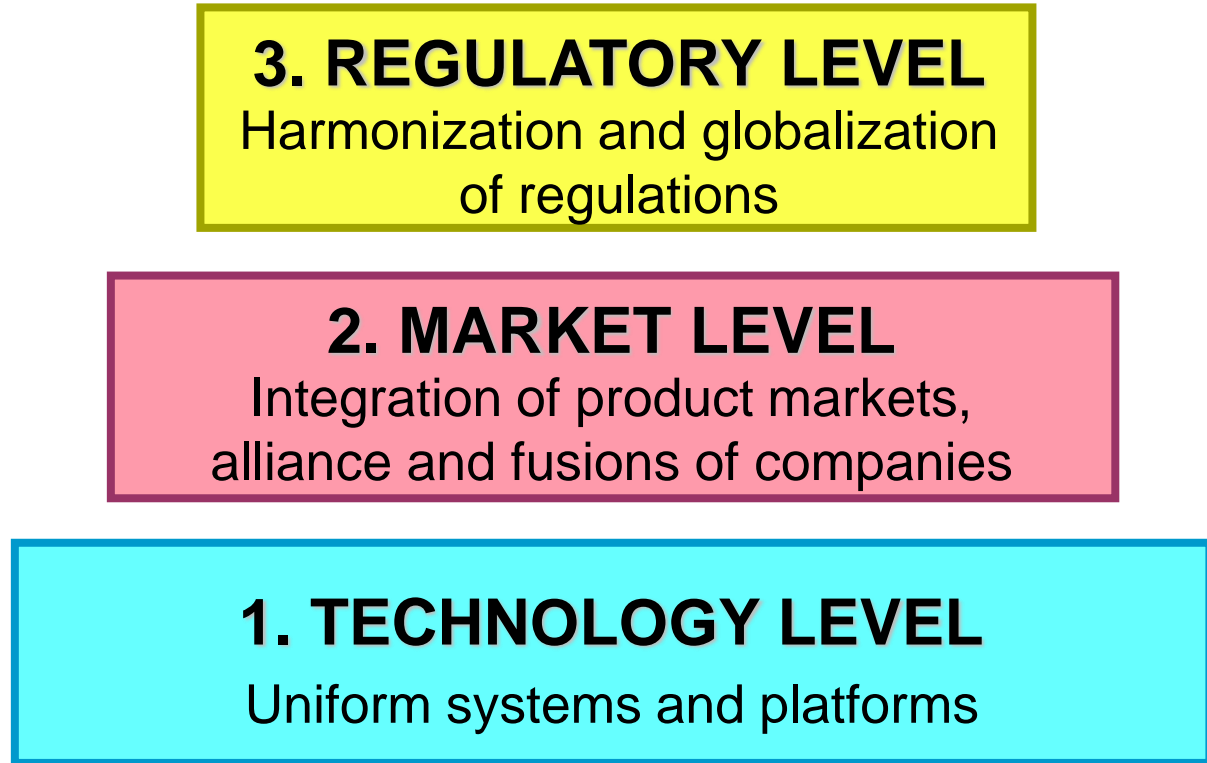 3. REGULATORY LEVEL
Harmonization and globalization
of regulations
2. MARKET LEVEL
Integration of product markets,
alliance and fusions of companies
1. TECHNOLOGY LEVEL
Uniform systems and platforms